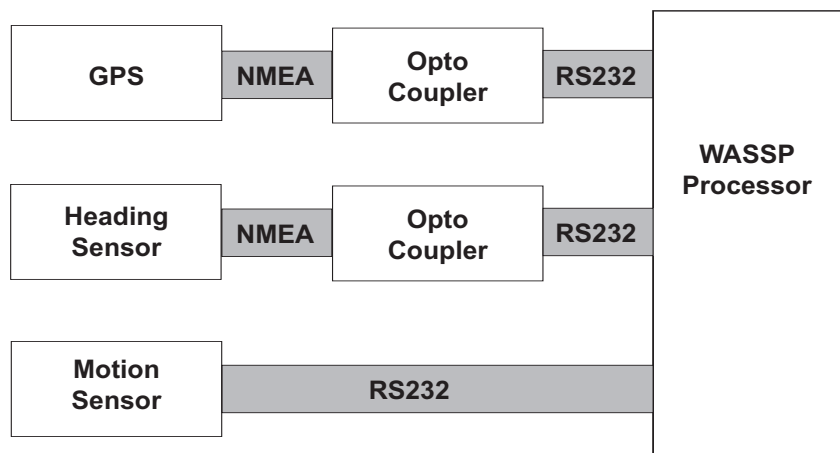 GPS
NMEA
Opto
Coupler
RS232
WASSP
Processor
Heading
Sensor
NMEA
Opto
Coupler
RS232
Motion
Sensor
RS232